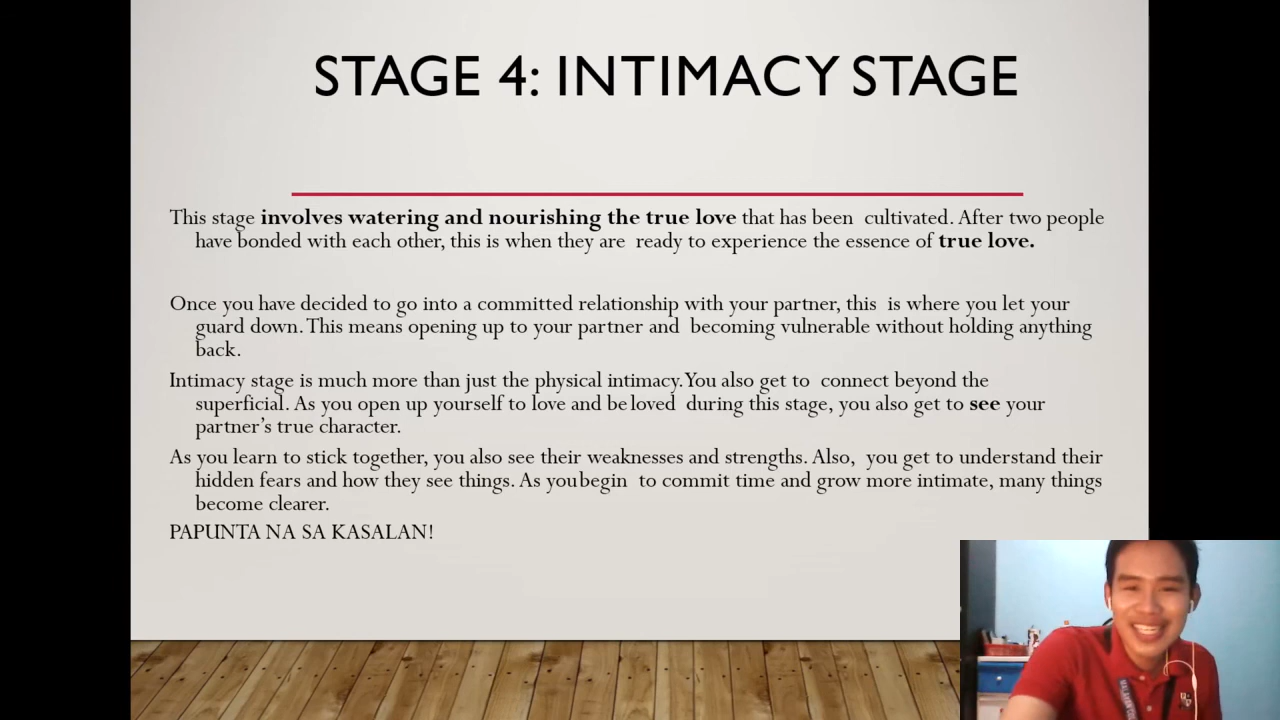 STAGE 4: INTIMACY STAGE
This stage involves watering and nourishing the true love that has been cultivated. After two people
have bonded with each other, this is when they are ready to experience the essence of true love.
Once you have decided to go into a committed relationship with your partner, this is where you let your
guard down. This means opening up to your partner and becoming vulnerable without holding anything
back.
Intimacy stage is much more than just the physical intimacy. You also get to connect beyond the
superficial. As you open up yourself to love and be loved during this stage, you also get to see your
partner's true character.
As you learn to stick together, you also see their weaknesses and strengths. Also, you get to understand their
hidden fears and how they see things. As you begin to commit time and grow more intimate, many things
become clearer.
PAPUNTA NA SA KASALAN!